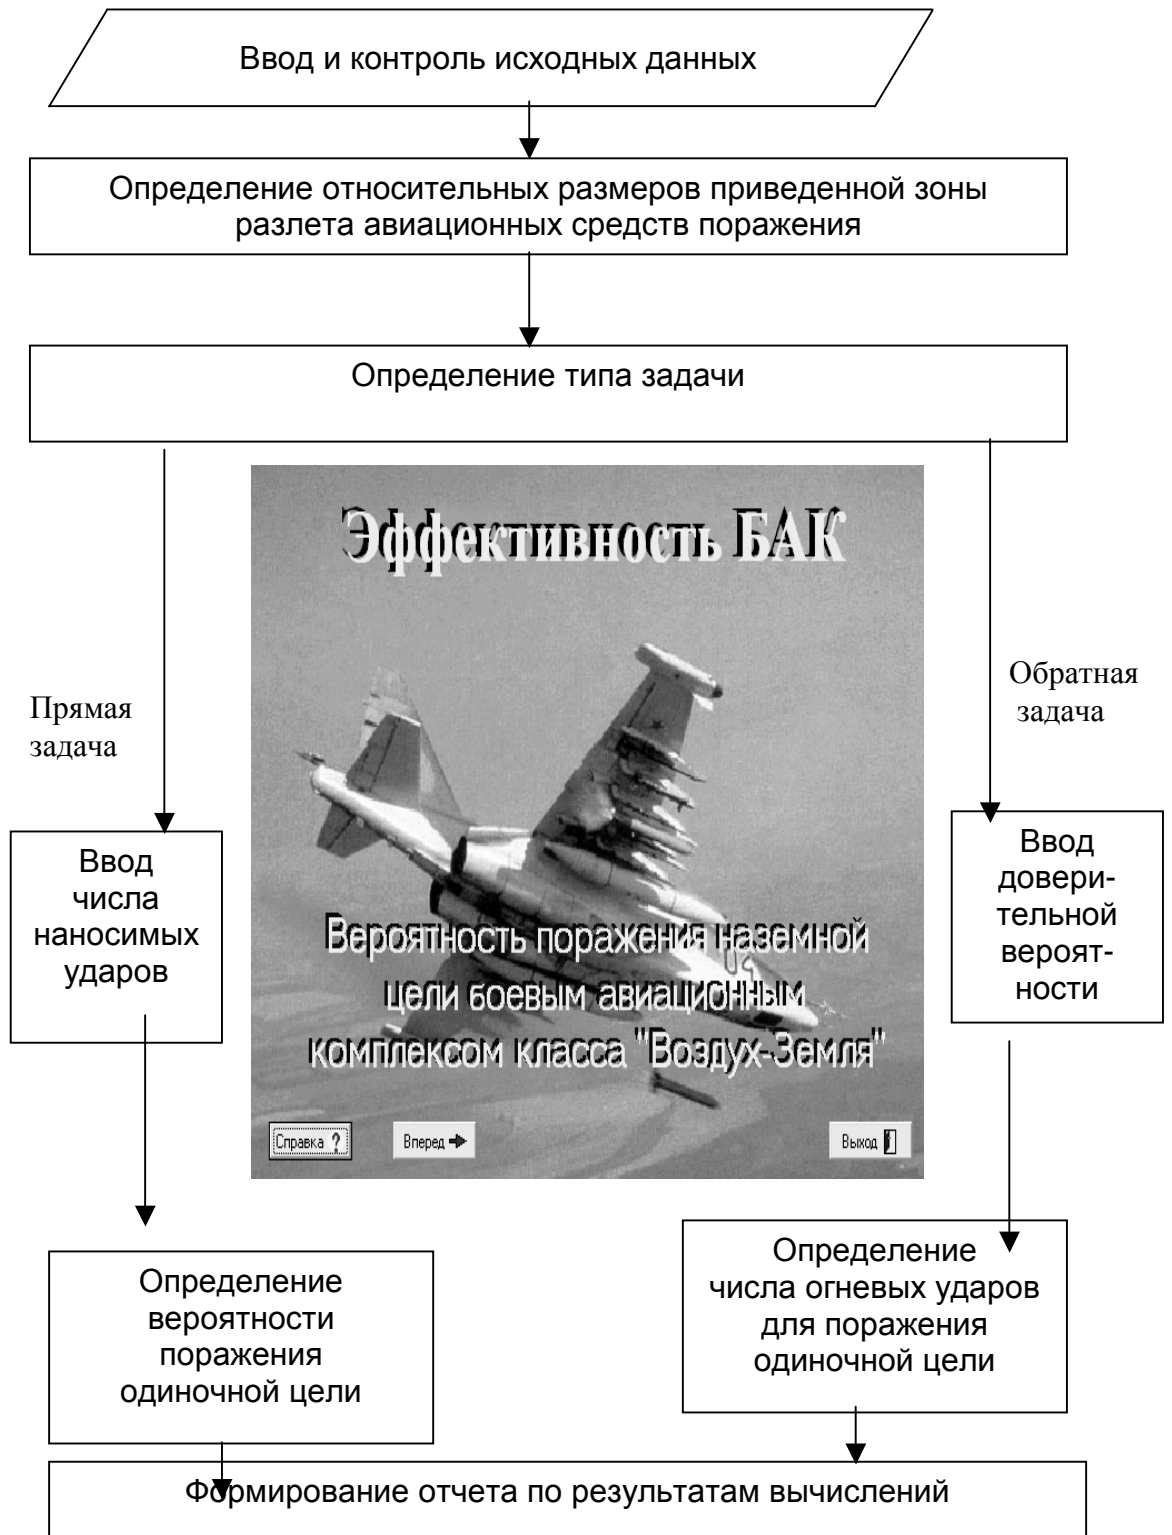 Ввод и контроль исходных данных
Определение относительных размеров приведенной зоны
разлета авиационных средств поражения
Определение типа задачи
Эффективность БАК
Прямая
задача
Обратная
задача
Ввод
числа
наносимых
ударов
Вероятность поражения наземной
цели боевым авиационным
комплексом класса "Воздух-Земля"
Ввод
довери-
тельной
вероят-
ности
Справка ?
Вперед
Выход
Определение
вероятности
поражения
одиночной цели
Определение
числа огневых ударов
для поражения
одиночной цели
Формирование отчета по результатам вычислений